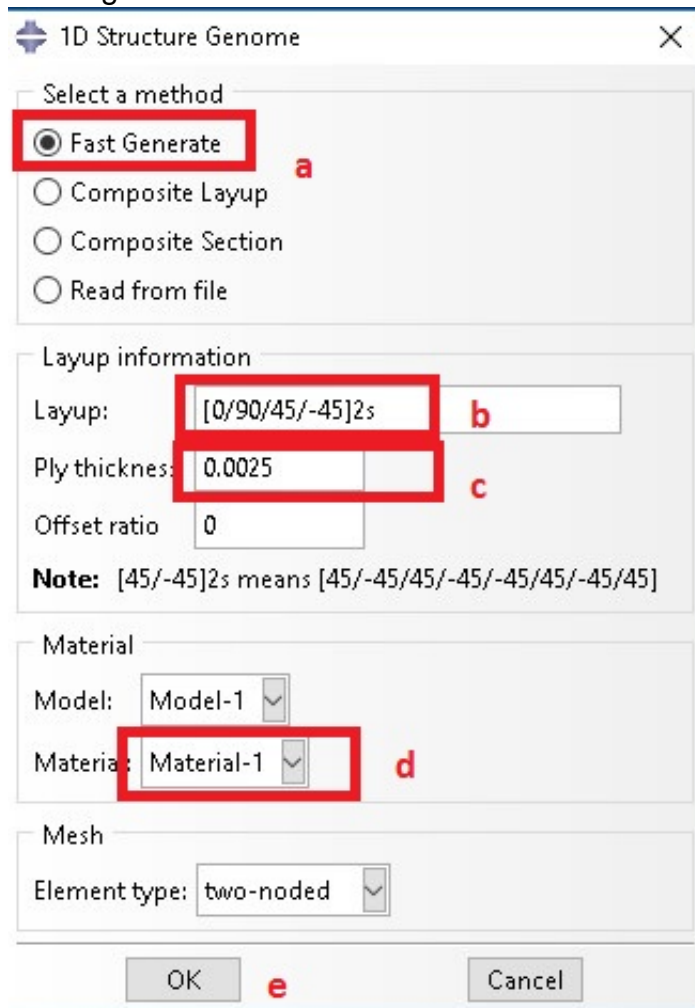 1D Structure Genome
Select a method
Fast Generate
a
Composite Layup
Composite Section
Read from file
Layup information
Layup: [0/90/45/-45]2s b
Ply thickness 0.0025 c
Offset ratio 0
Note: [45/-45]2s means [45/-45/45/-45/-45/45/-45/45]
Material
Model: Model-1
Material: Material-1 d
Mesh
Element type: two-noded
OK e Cancel